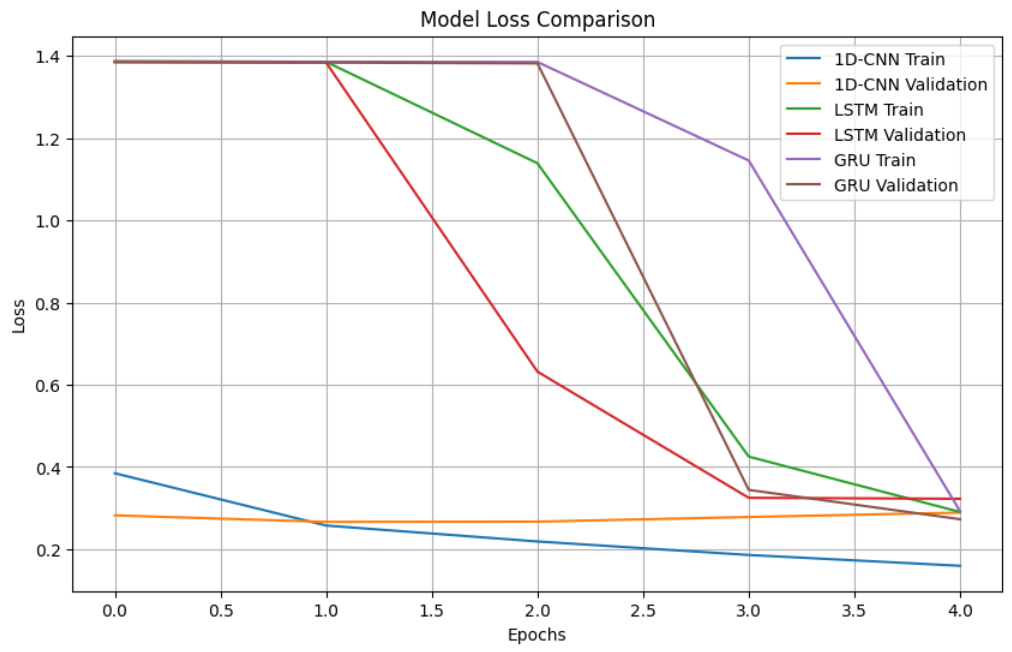 Model Loss Comparison
1.4
1.2
1.0
0.8
0.6
0.4
0.2
Loss
1D-CNN Train
1D-CNN Validation
LSTM Train
LSTM Validation
GRU Train
GRU Validation
0.0 0.5 1.0 1.5 2.0 2.5 3.0 3.5 4.0
Epochs